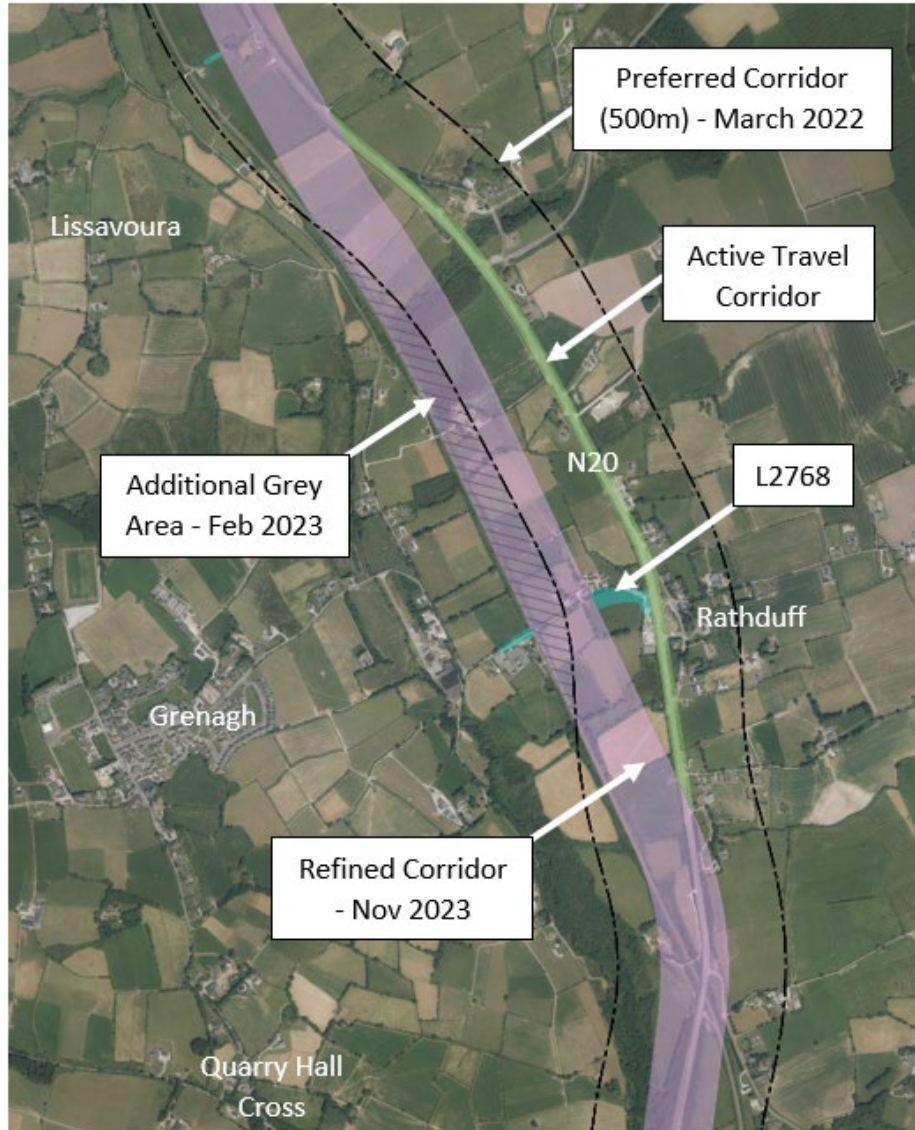 Preferred Corridor
(500m) - March 2022
Lissavoura
Active Travel
Corridor
N20
L2768
Additional Grey
Area - Feb 2023
Rathduff
Grenagh
Refined Corridor
- Nov 2023
Quarry Hall
Cross